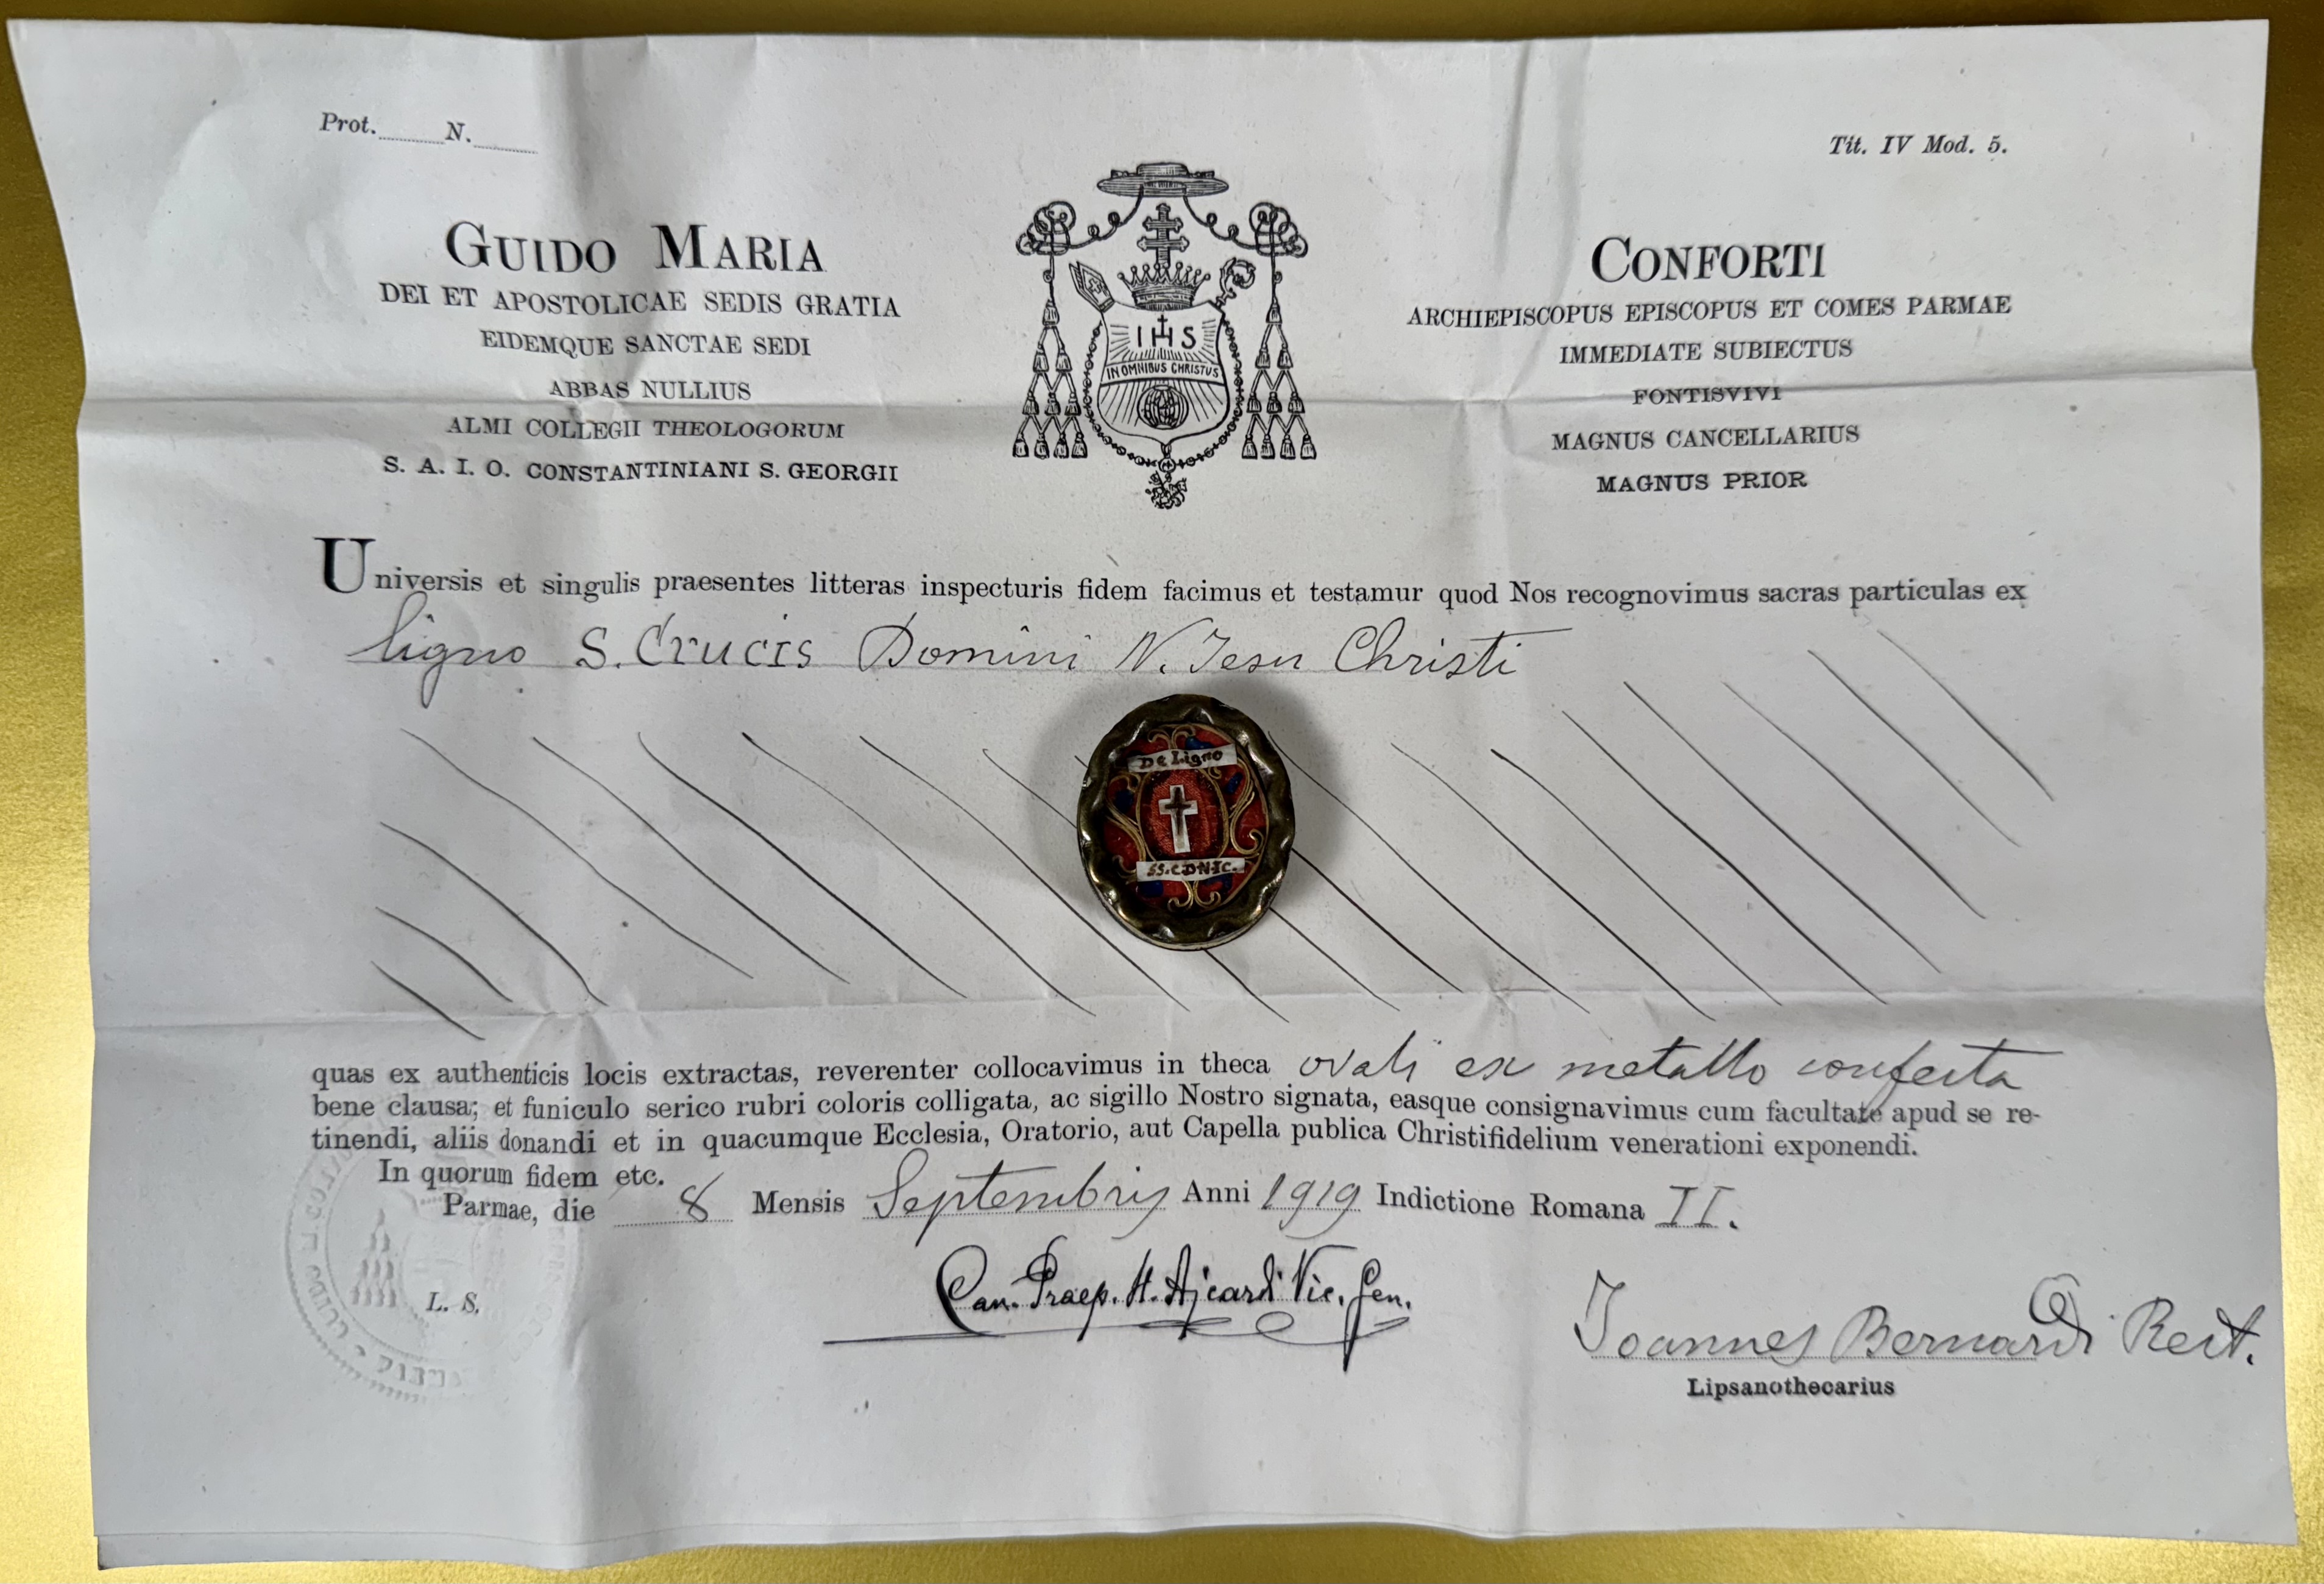 Prot. N.
Tit. IV Mod. 5.
GUIDO MARIA CONFORTI
DEI ET APOSTOLICAE SEDIS GRATIA ARCHIEPISCOPUS EPISCOPUS ET COMES PARMAE
EIDEMQUE SANCTAE SEDI IMMEDIATE SUBIECTUS
ABBAS NULLIUS FONTISVIVI
ALMI COLLEGII THEOLOGORUM MAGNUS CANCELLARIUS
S. A. I. O. CONSTANTINIANI S. GEORGII MAGNUS PRIOR
IHS
IN OMNIBUS CHRISTUS
Universis et singulis praesentes litteras inspecturis fidem facimus et testamur quod Nos recognovimus sacras particulas ex
ligno S. Crucis Domini N. Jesu Christi
De Ligno
SS.C.D.N.I.C.
quas ex authenticis locis extractas, reverenter collocavimus in theca ovali ex metallo confecta
bene clausa; et funiculo serico rubri coloris colligata, ac sigillo Nostro signata, easque consignavimus cum facultate apud se re-
tinendi, aliis donandi et in quacumque Ecclesia, Oratorio, aut Capella publica Christifidelium venerationi exponendi.
In quorum fidem etc.
Parmae, die 8 Mensis Septembris Anni 1919 Indictione Romana II.
Can. Praep. H. Ajcardi Vic. Gen.
L. S.
Joannes Bernardi Rect.
Lipsanothecarius